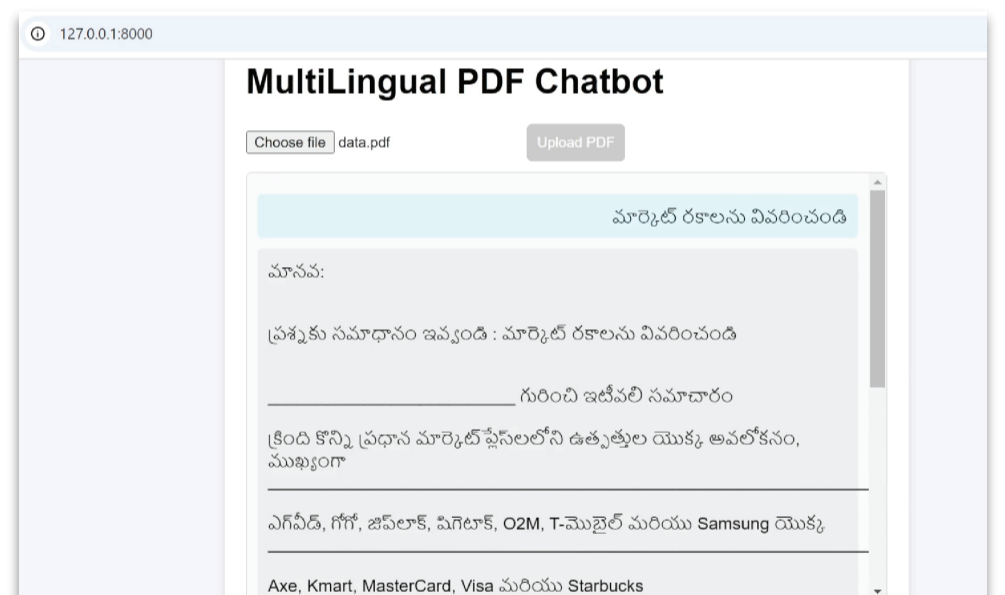 127.0.0.1:8000
MultiLingual PDF Chatbot
Choose file data.pdf Upload PDF
మార్కెట్ రకాలను వివరించండి
మానవ:
ప్రశ్నకు సమాధానం ఇవ్వండి : మార్కెట్ రకాలను వివరించండి
__________________________ గురించి ఇటీవలి సమాచారం
క్రింది కొన్ని ప్రధాన మార్కెట్‌ప్లేస్‌లలోని ఉత్పత్తుల యొక్క అవలోకనం,
ముఖ్యంగా
ఎగ్‌వీడ్, గోగో, జిప్‌లాక్, షిగెటాక్, O2M, T-మొబైల్ మరియు Samsung యొక్క
Axe, Kmart, MasterCard, Visa మరియు Starbucks